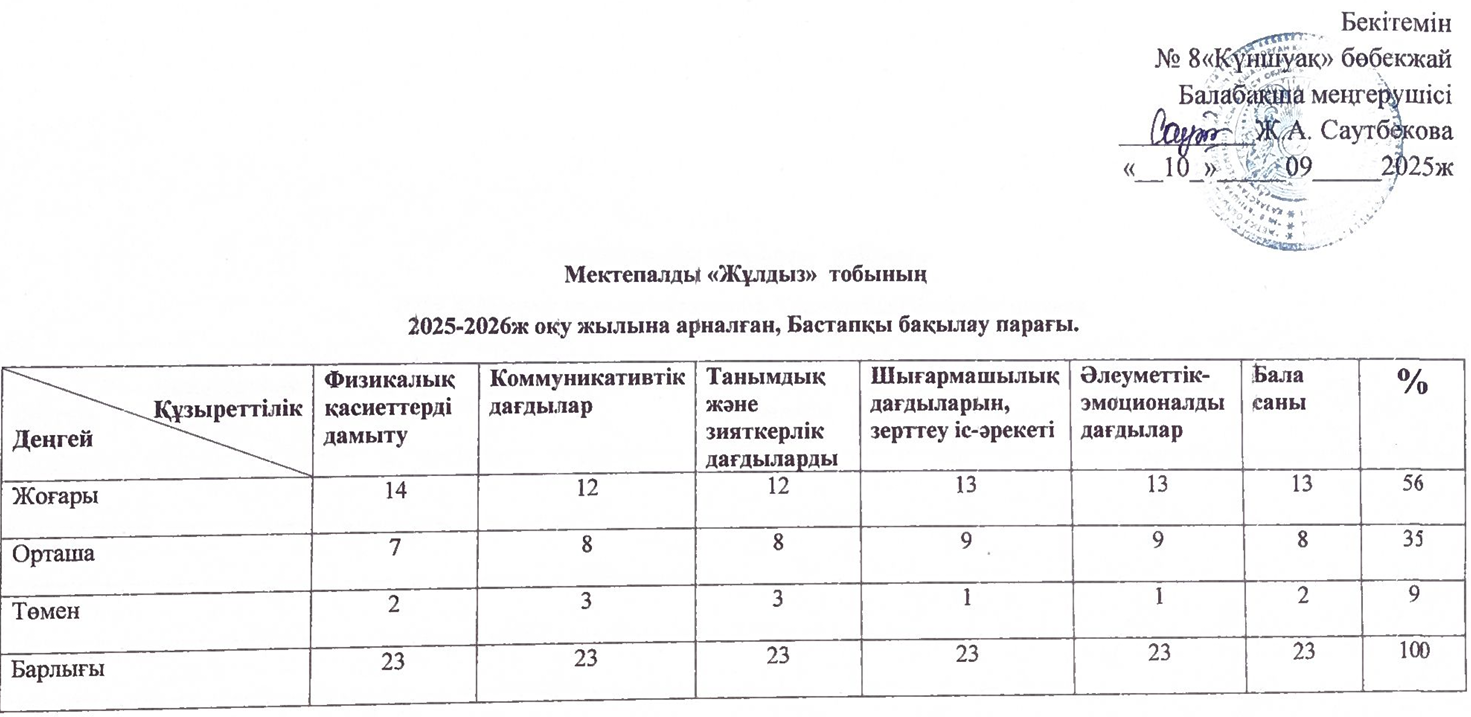 Бекітемін
№ 8«Күншуақ» бөбекжай
Балабақша меңгерушісі
__________Ж.А. Саутбекова
«__10_»_____09_____2025ж
Мектепалды «Жұлдыз» тобының
2025-2026ж оқу жылына арналған, Бастапқы бақылау парағы.
Құзыреттілік
Деңгей
Физикалық
қасиеттерді
дамыту
Коммуникативтік
дағдылар
Танымдық
және
зияткерлік
дағдыларды
Шығармашылық
дағдыларын,
зерттеу іс-әрекеті
Әлеуметтік-
эмоционалды
дағдылар
Бала
саны
%
Жоғары 14 12 12 13 13 13 56
Орташа 7 8 8 9 9 8 35
Төмен 2 3 3 1 1 2 9
Барлығы 23 23 23 23 23 23 100